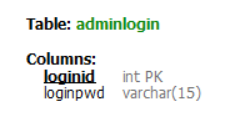 Table: adminlogin
Columns:
loginid int PK
loginpwd varchar(15)